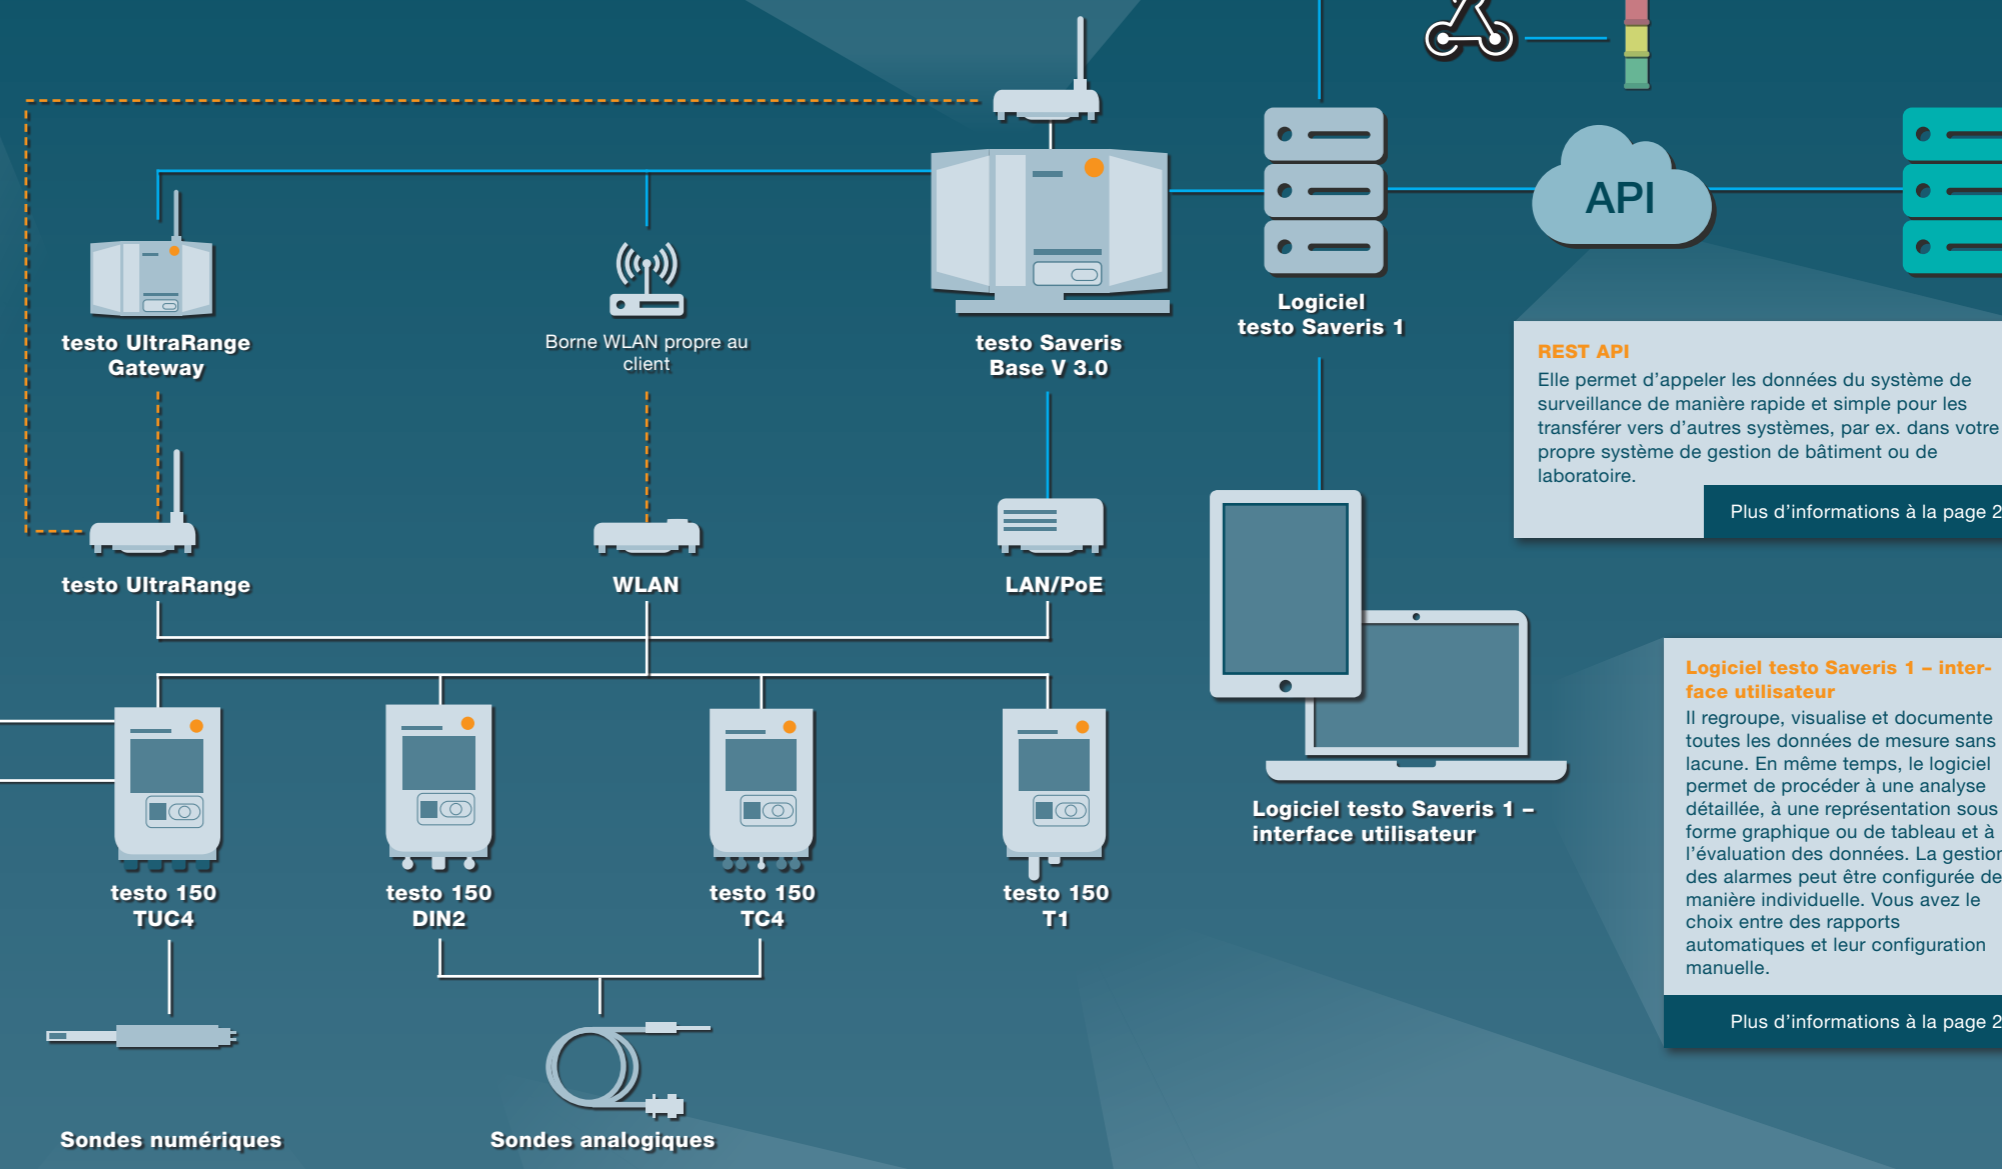 API
testo UltraRange
Gateway
Borne WLAN propre au
client
testo Saveris
Base V 3.0
Logiciel
testo Saveris 1
REST API
Elle permet d’appeler les données du système de
surveillance de manière rapide et simple pour les
transférer vers d’autres systèmes, par ex. dans votre
propre système de gestion de bâtiment ou de
laboratoire.
Plus d’informations à la page 2
testo UltraRange
WLAN
LAN/PoE
Logiciel testo Saveris 1 –
interface utilisateur
Logiciel testo Saveris 1 – inter-
face utilisateur
Il regroupe, visualise et documente
toutes les données de mesure sans
lacune. En même temps, le logiciel
permet de procéder à une analyse
détaillée, à une représentation sous
forme graphique ou de tableau et à
l’évaluation des données. La gestion
des alarmes peut être configurée de
manière individuelle. Vous avez le
choix entre des rapports
automatiques et leur configuration
manuelle.
Plus d’informations à la page 2
testo 150
TUC4
testo 150
DIN2
testo 150
TC4
testo 150
T1
Sondes numériques
Sondes analogiques